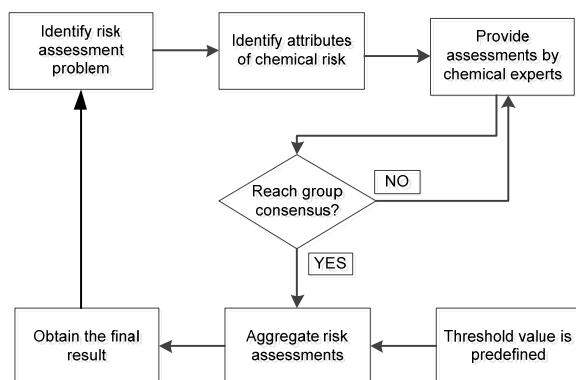 Identify risk
assessment
problem
Identify attributes
of chemical risk
Provide
assessments by
chemical experts
Reach group
consensus?
NO
YES
Obtain the final
result
Aggregate risk
assessments
Threshold value is
predefined